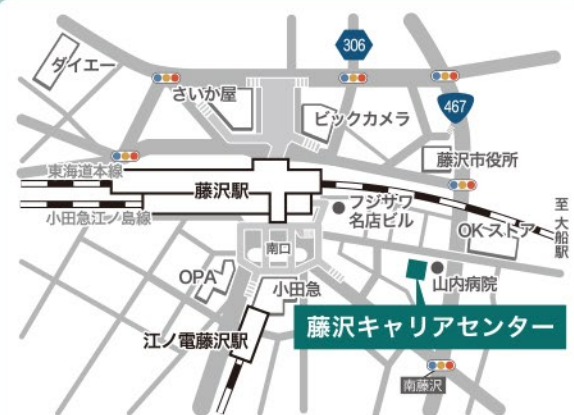 306
ダイエー
さいか屋
ビックカメラ
467
藤沢市役所
東海道本線
藤沢駅
小田急江ノ島線
フジサワ
名店ビル
OKストア
至大船駅
南口
OPA
小田急
山内病院
江ノ電藤沢駅
藤沢キャリアセンター
南藤沢